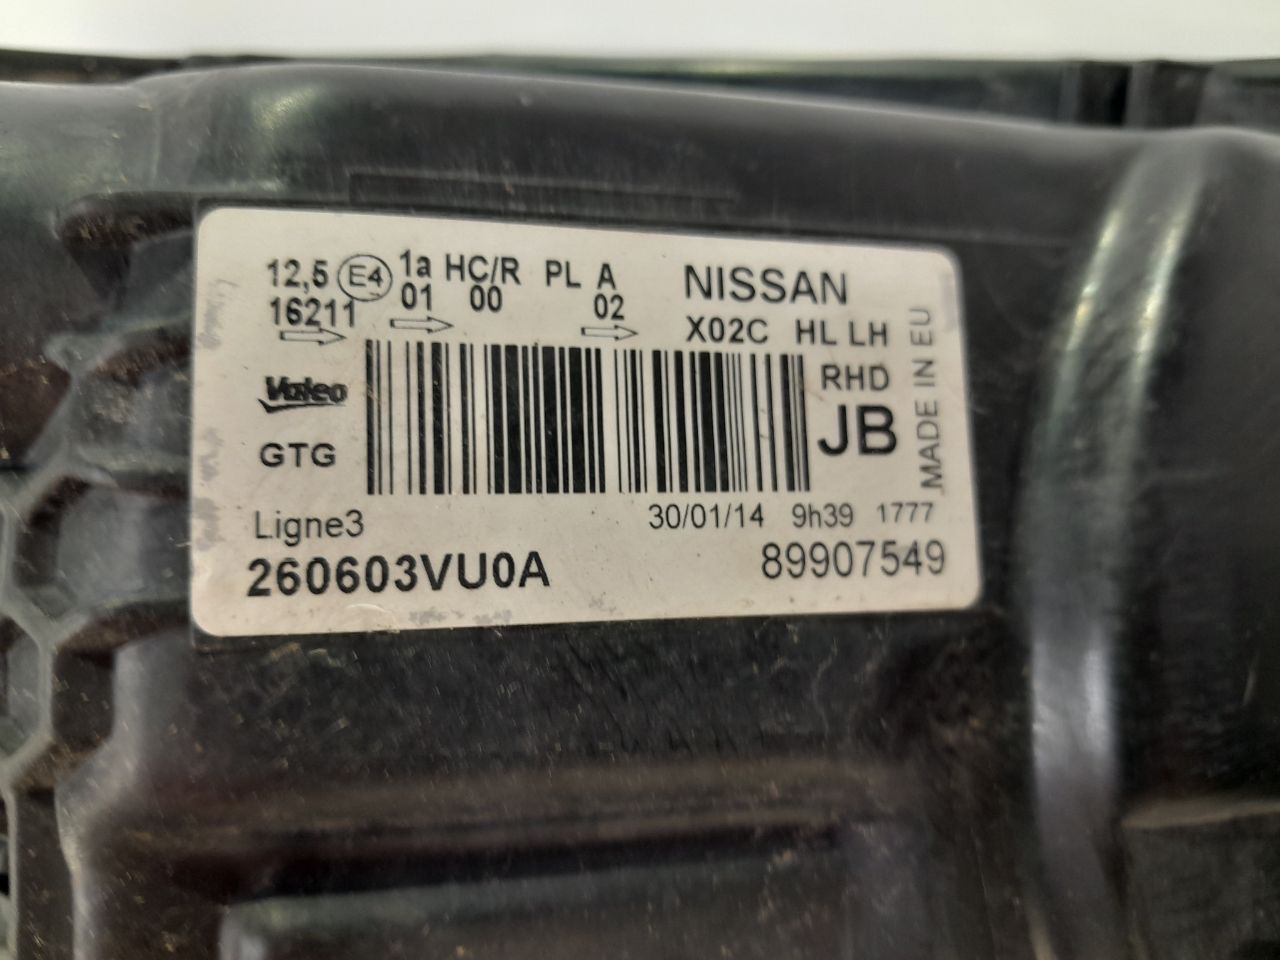 12,5 E4 1a HC/R PL A NISSAN
16211 01 00 02 X02C HL LH
RHD
Valeo
JB
GTG
MADE IN EU
Ligne3 30/01/14 9h39 1777
260603VU0A 89907549